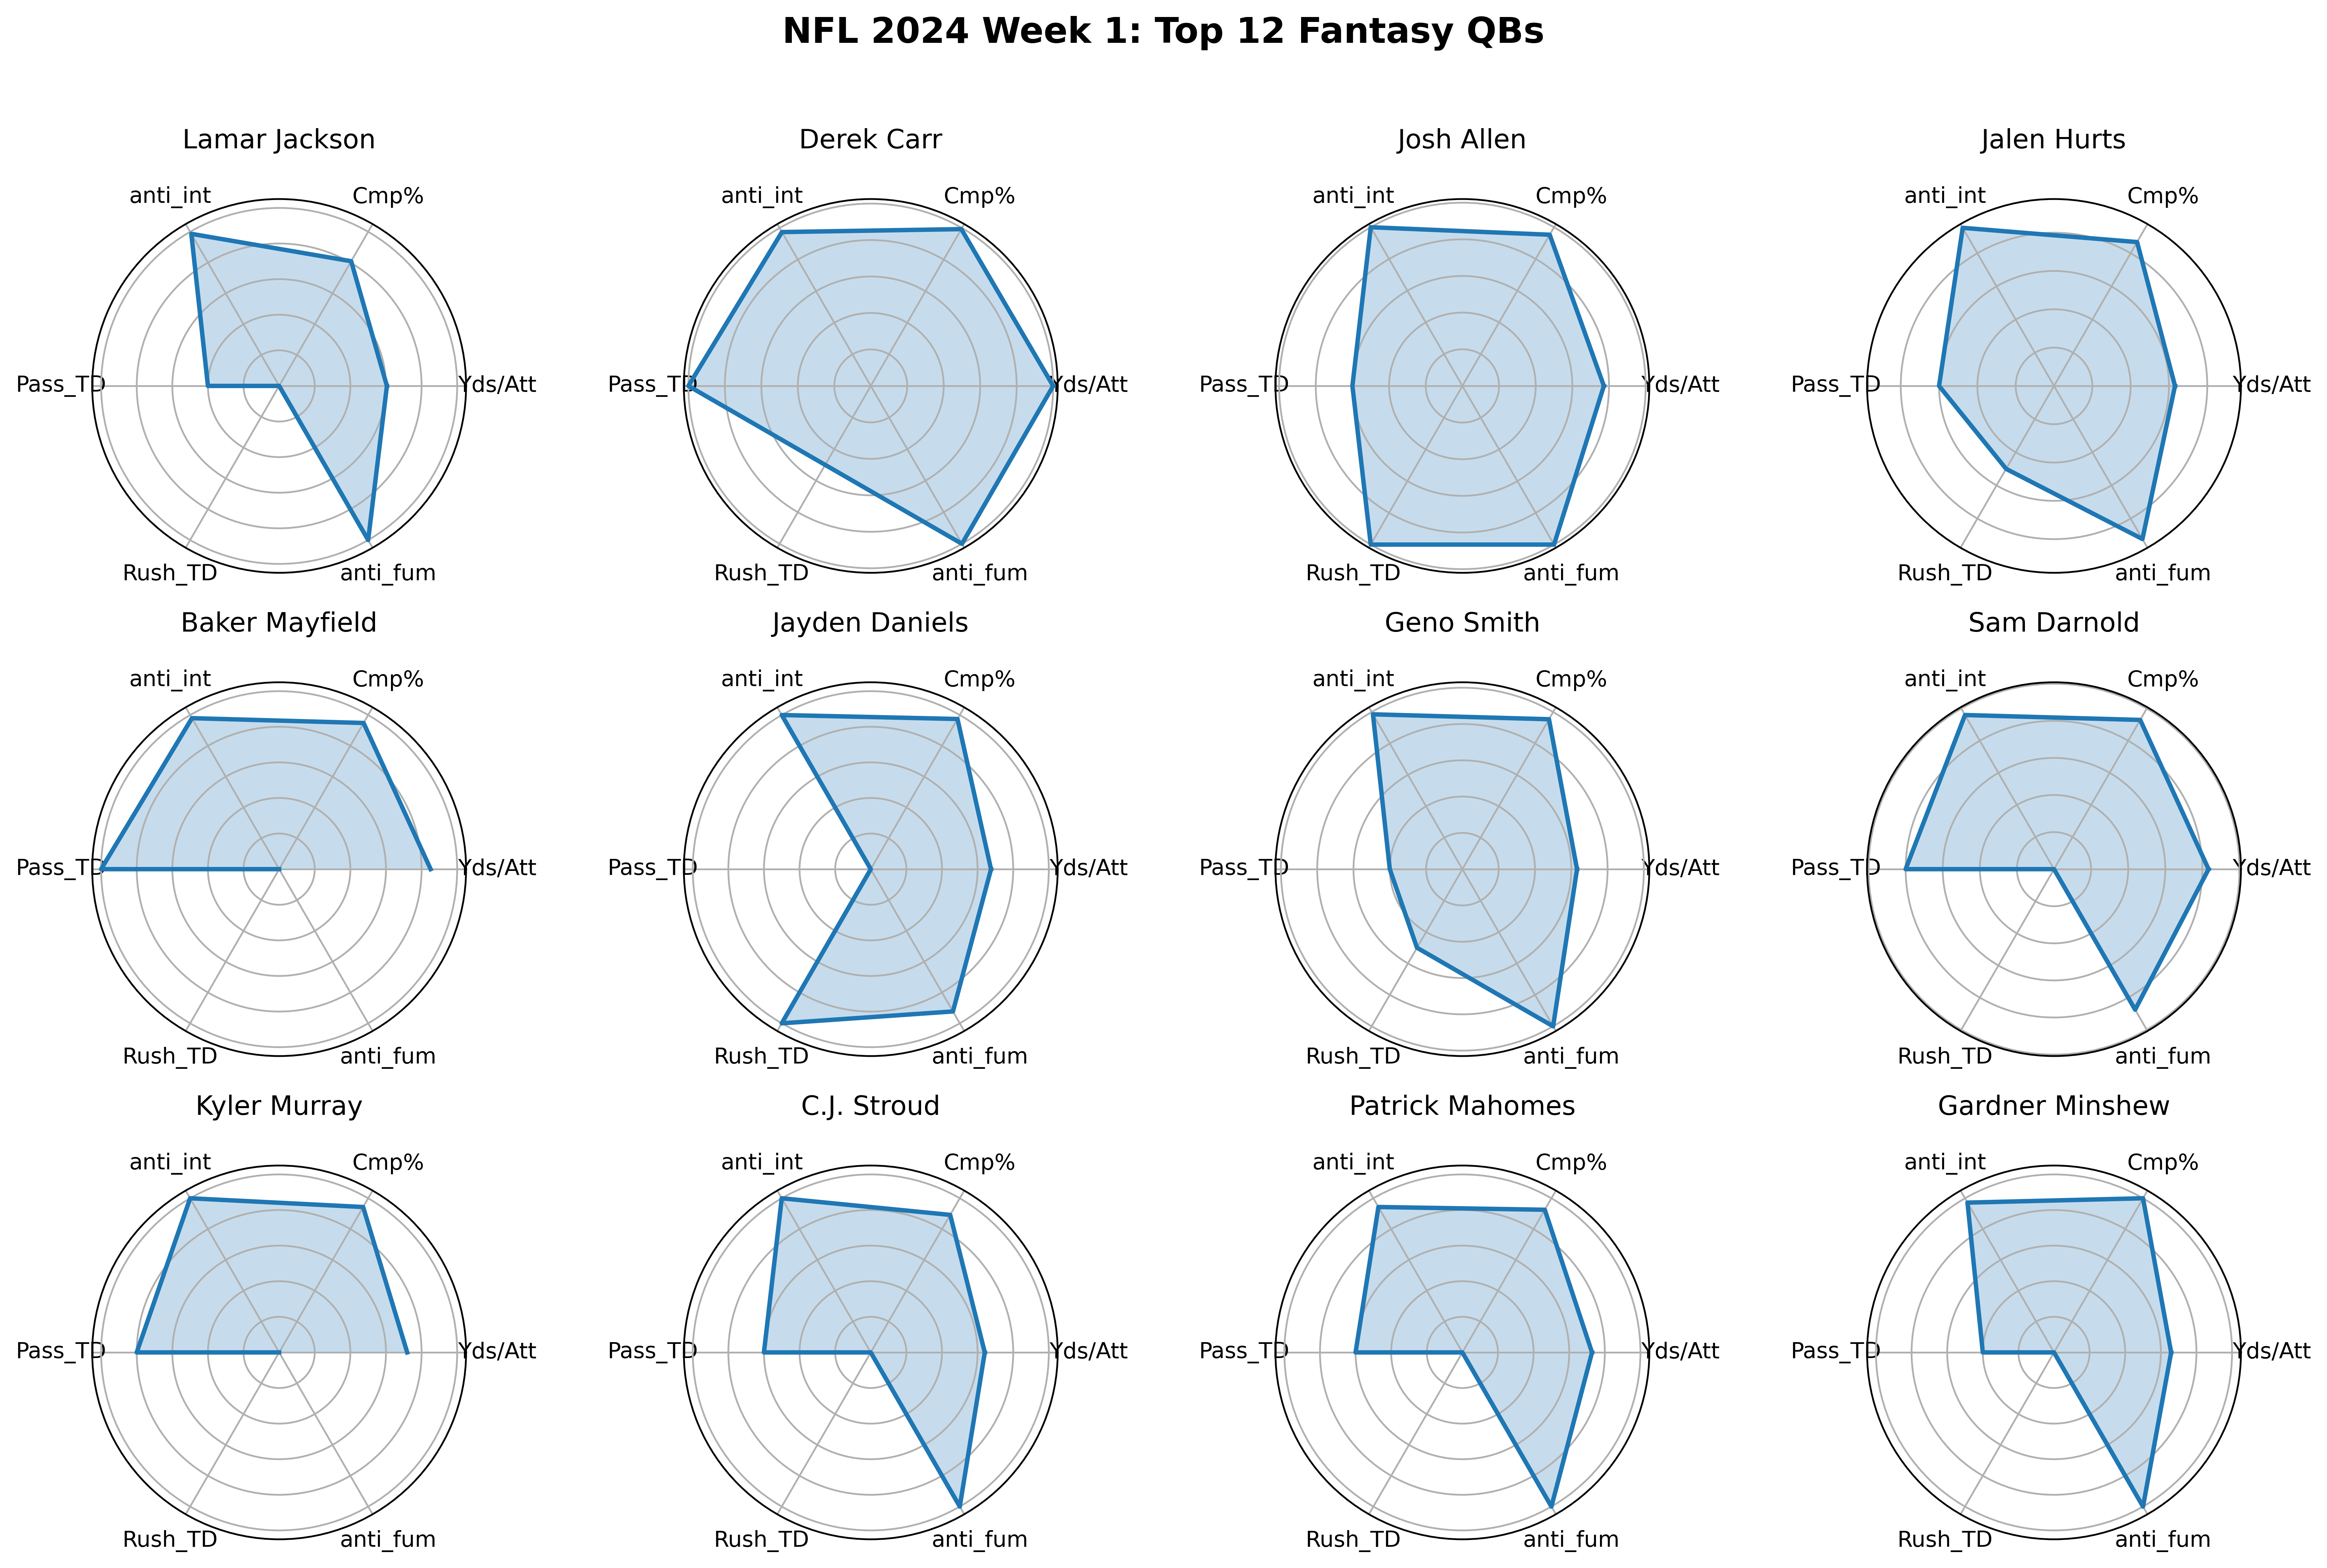 NFL 2024 Week 1: Top 12 Fantasy QBs
Lamar Jackson
anti_int
Cmp%
Pass_TD
Yds/Att
Rush_TD
anti_fum
Derek Carr
anti_int
Cmp%
Pass_TD
Yds/Att
Rush_TD
anti_fum
Josh Allen
anti_int
Cmp%
Pass_TD
Yds/Att
Rush_TD
anti_fum
Jalen Hurts
anti_int
Cmp%
Pass_TD
Yds/Att
Rush_TD
anti_fum
Baker Mayfield
anti_int
Cmp%
Pass_TD
Yds/Att
Rush_TD
anti_fum
Jayden Daniels
anti_int
Cmp%
Pass_TD
Yds/Att
Rush_TD
anti_fum
Geno Smith
anti_int
Cmp%
Pass_TD
Yds/Att
Rush_TD
anti_fum
Sam Darnold
anti_int
Cmp%
Pass_TD
Yds/Att
Rush_TD
anti_fum
Kyler Murray
anti_int
Cmp%
Pass_TD
Yds/Att
Rush_TD
anti_fum
C.J. Stroud
anti_int
Cmp%
Pass_TD
Yds/Att
Rush_TD
anti_fum
Patrick Mahomes
anti_int
Cmp%
Pass_TD
Yds/Att
Rush_TD
anti_fum
Gardner Minshew
anti_int
Cmp%
Pass_TD
Yds/Att
Rush_TD
anti_fum